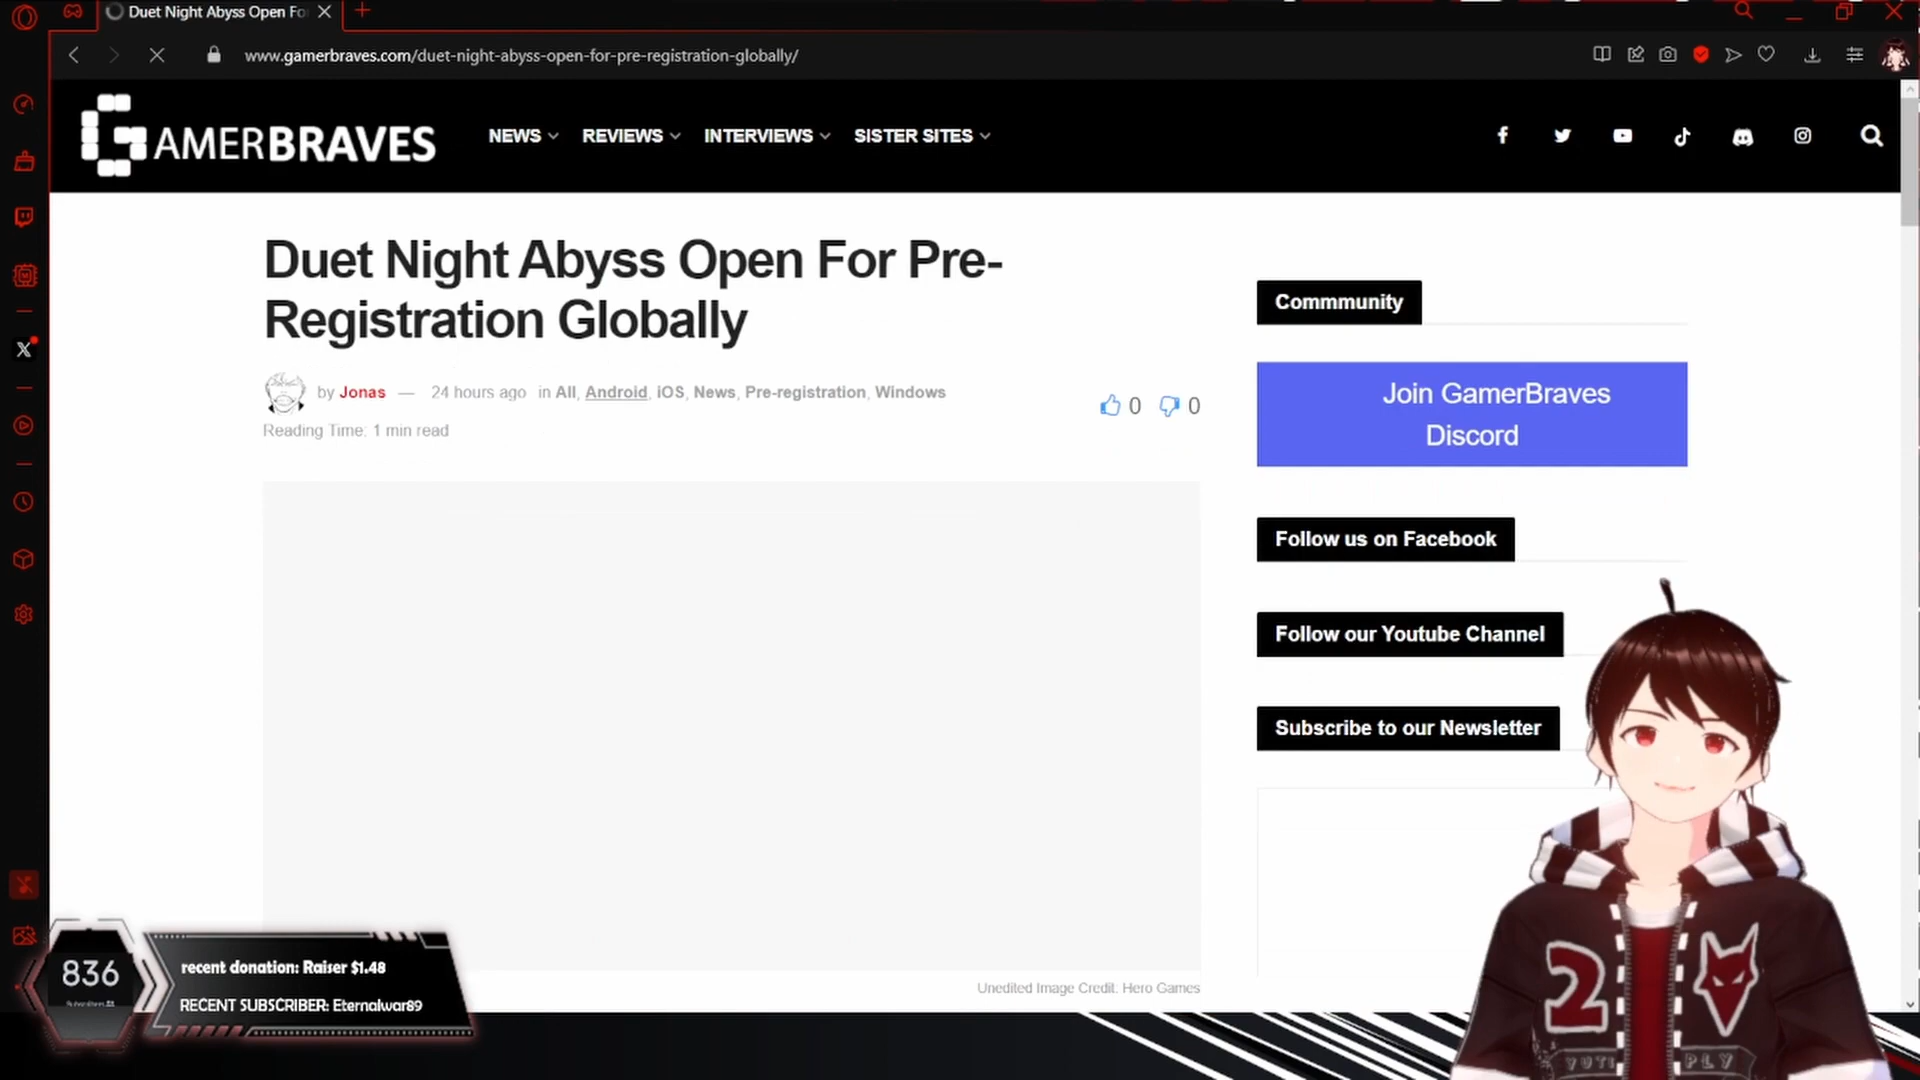 Duet Night Abyss Open Fo
www.gamerbraves.com/duet-night-abyss-open-for-pre-registration-globally/
GAMERBRAVES
NEWS
REVIEWS
INTERVIEWS
SISTER SITES
Duet Night Abyss Open For Pre-
Registration Globally
by Jonas — 24 hours ago in All, Android, iOS, News, Pre-registration, Windows
0
0
Reading Time: 1 min read
Commmunity
Join GamerBraves
Discord
Follow us on Facebook
Follow our Youtube Channel
Subscribe to our Newsletter
Unedited Image Credit: Hero Games
836
recent donation: Raiser $1.48
RECENT SUBSCRIBER: Eternalwar89
2